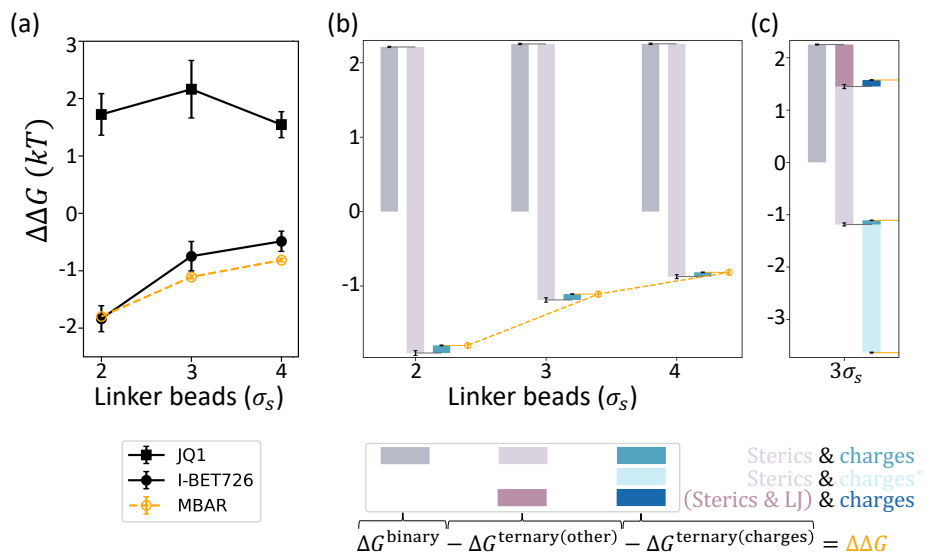 (a)
(b)
(c)
ΔΔG (kT)
3
2
1
0
-1
-2
2
3
4
Linker beads (σₛ)
2
1
0
-1
2
3
4
Linker beads (σₛ)
2
1
0
-1
-2
-3
3σₛ
JQ1
I-BET726
MBAR
Sterics & charges
Sterics & charges*
(Sterics & LJ) & charges
ΔG^binary − ΔG^ternary(other) − ΔG^ternary(charges) = ΔΔG